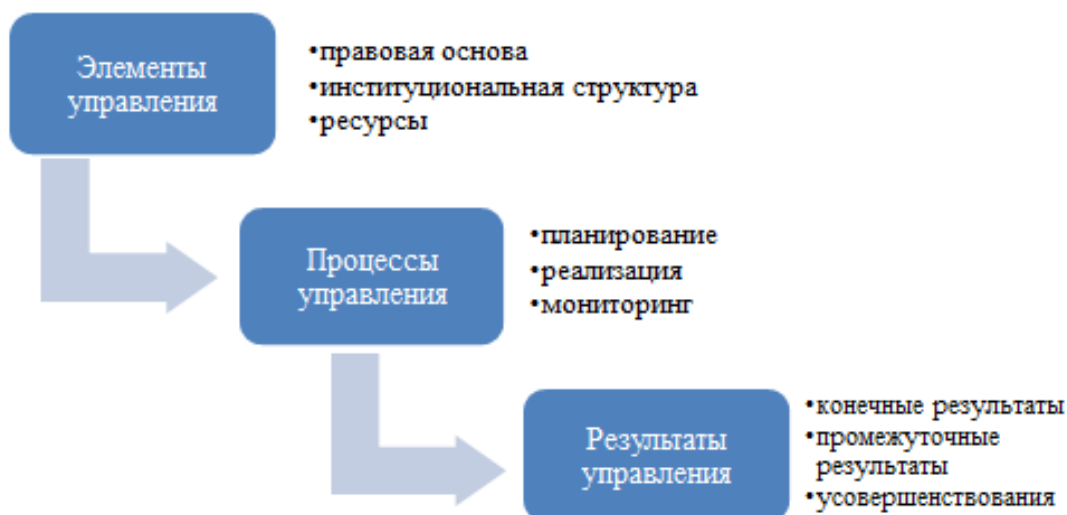 Элементы
управления
•правовая основа
•институциональная структура
•ресурсы
Процессы
управления
•планирование
•реализация
•мониторинг
Результаты
управления
•конечные результаты
•промежуточные
результаты
•усовершенствования